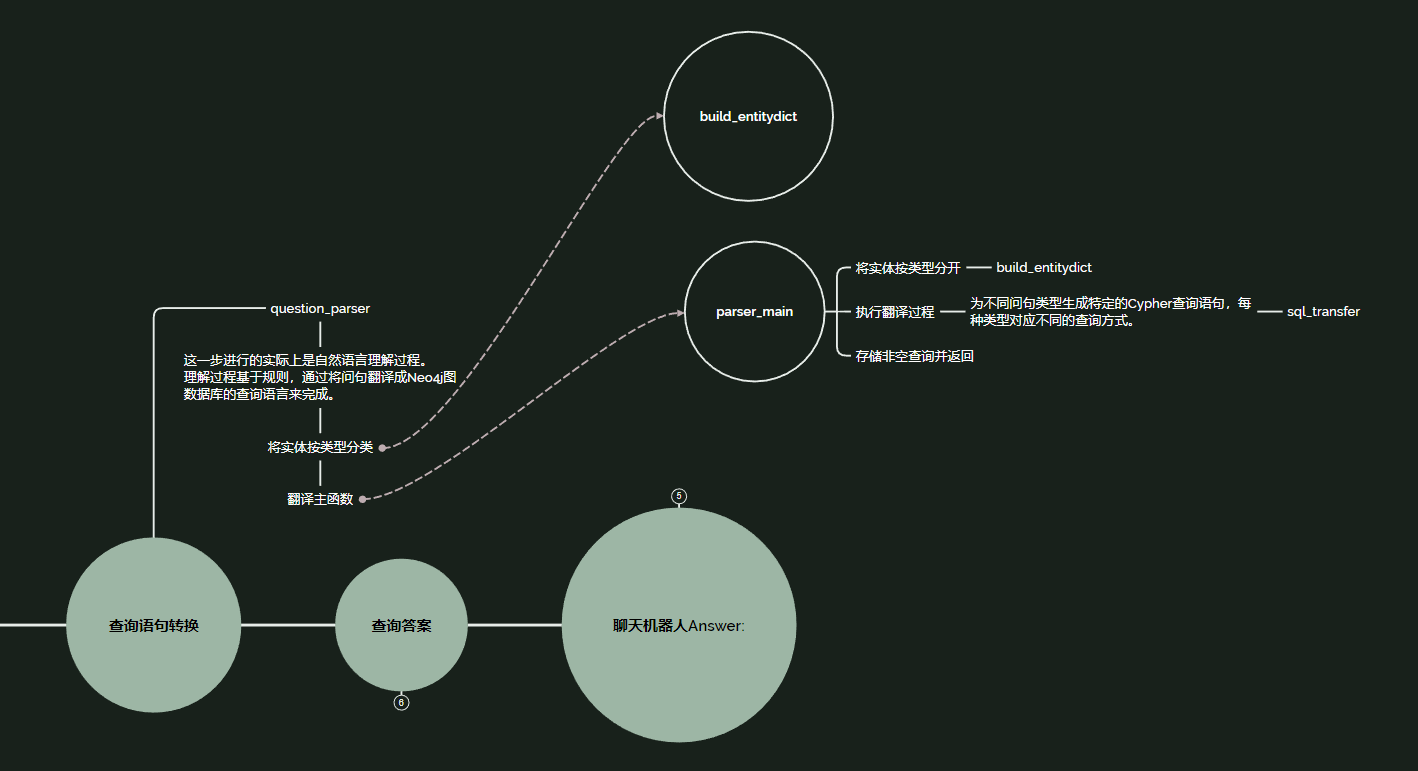 build_entitydict
question_parser
这一步进行的实际上是自然语言理解过程。
理解过程基于规则，通过将问句翻译成Neo4j图
数据库的查询语言来完成。
将实体按类型分类
翻译主函数
parser_main
将实体按类型分开
build_entitydict
执行翻译过程
为不同问句类型生成特定的Cypher查询语句，每
种类型对应不同的查询方式。
sql_transfer
存储非空查询并返回
查询语句转换
查询答案
6
5
聊天机器人Answer: